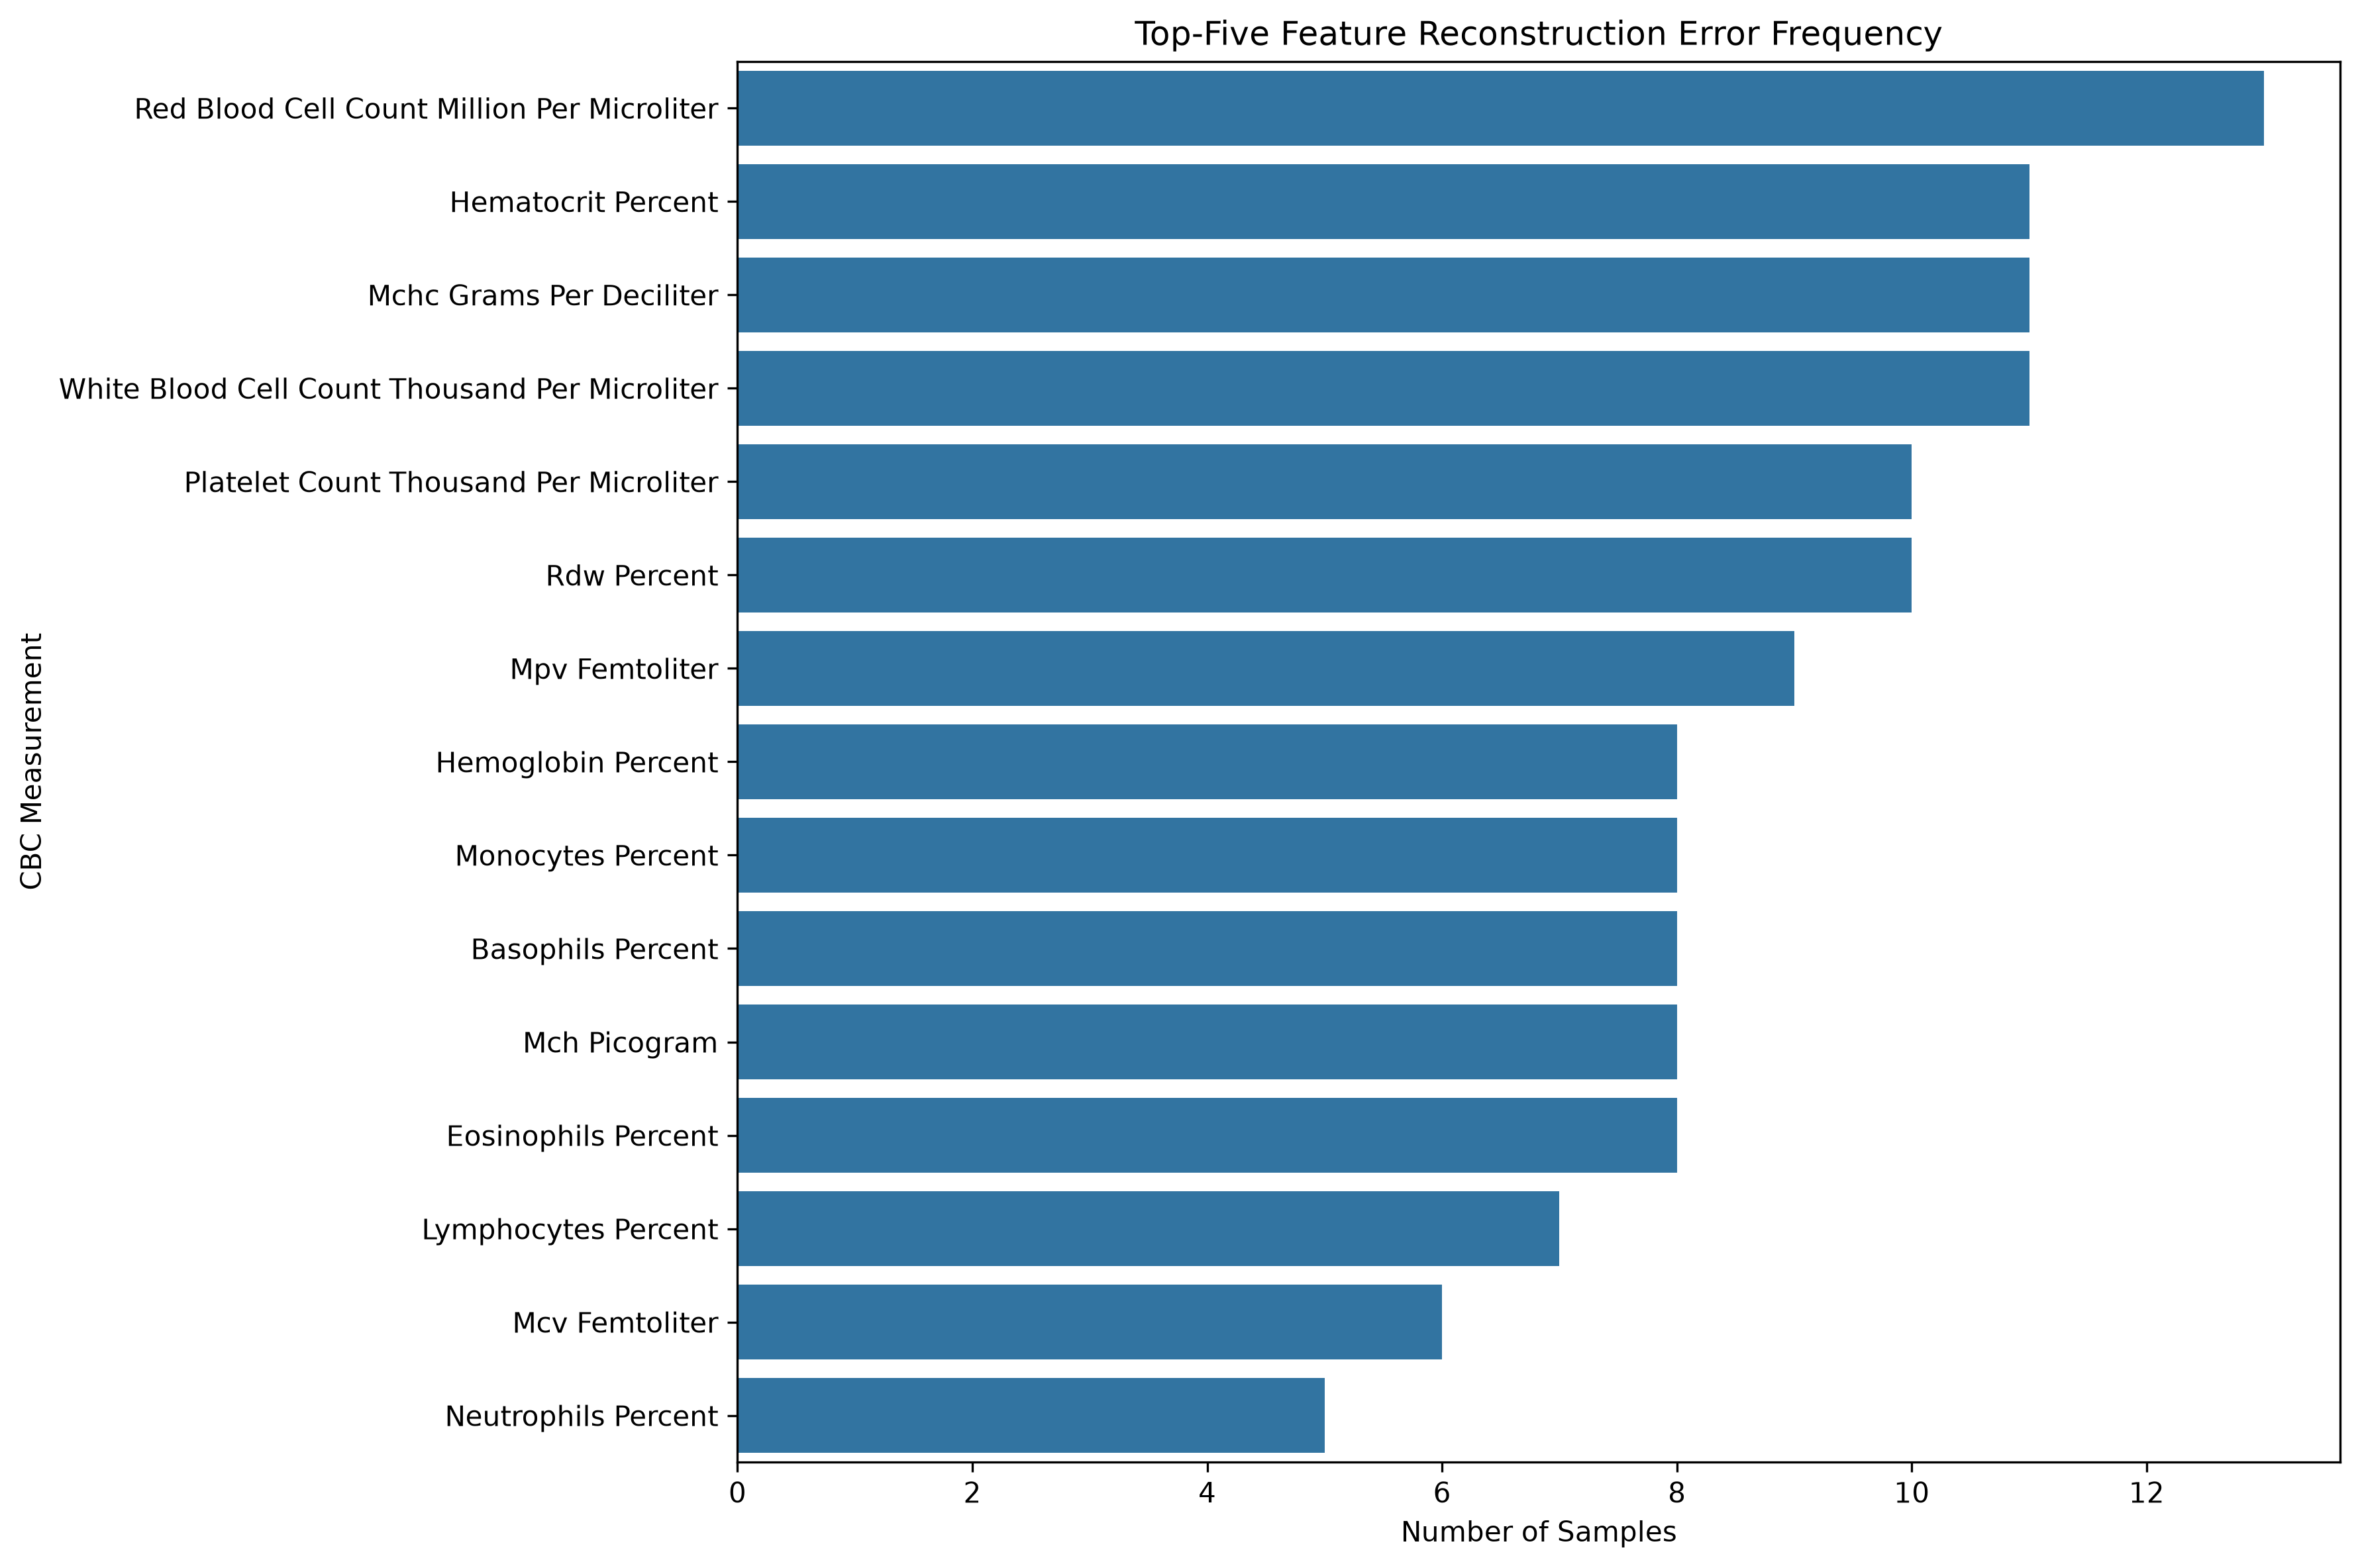 Top-Five Feature Reconstruction Error Frequency
CBC Measurement
Red Blood Cell Count Million Per Microliter
Hematocrit Percent
Mchc Grams Per Deciliter
White Blood Cell Count Thousand Per Microliter
Platelet Count Thousand Per Microliter
Rdw Percent
Mpv Femtoliter
Hemoglobin Percent
Monocytes Percent
Basophils Percent
Mch Picogram
Eosinophils Percent
Lymphocytes Percent
Mcv Femtoliter
Neutrophils Percent
0 2 4 6 8 10 12
Number of Samples